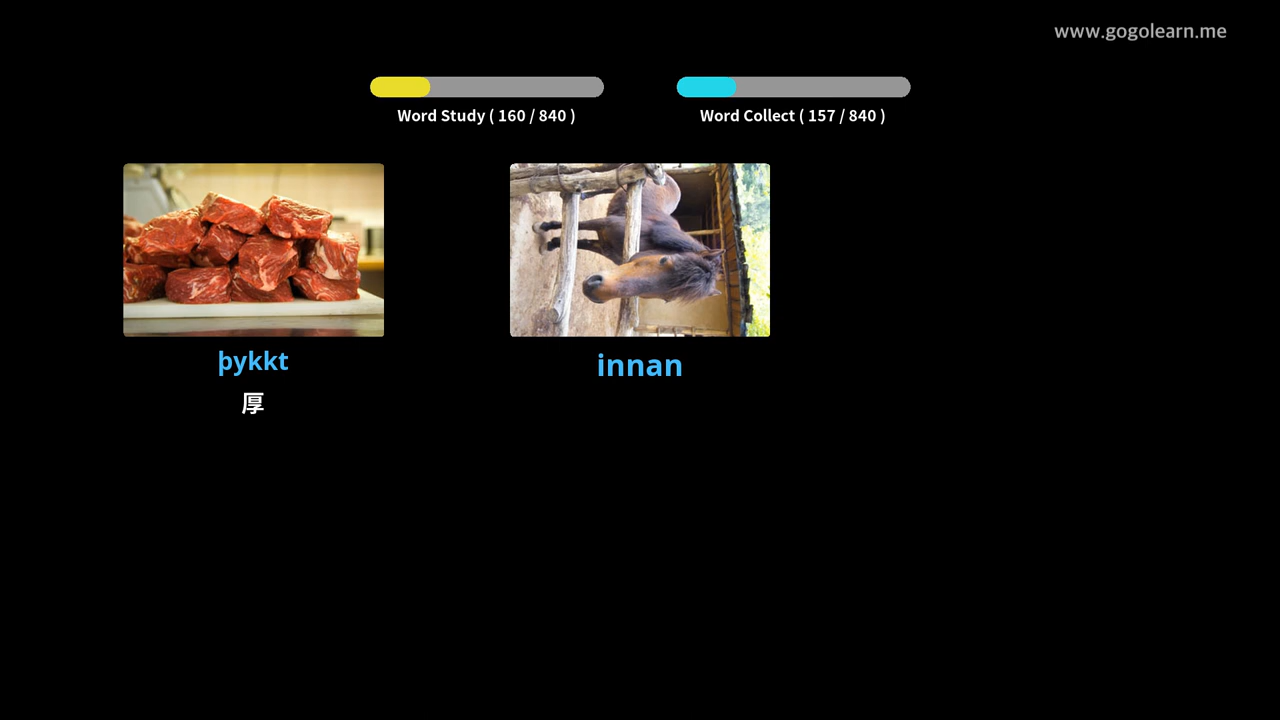 www.gogolearn.me
Word Study ( 160 / 840 )
Word Collect ( 157 / 840 )
þykkt
innan
厚